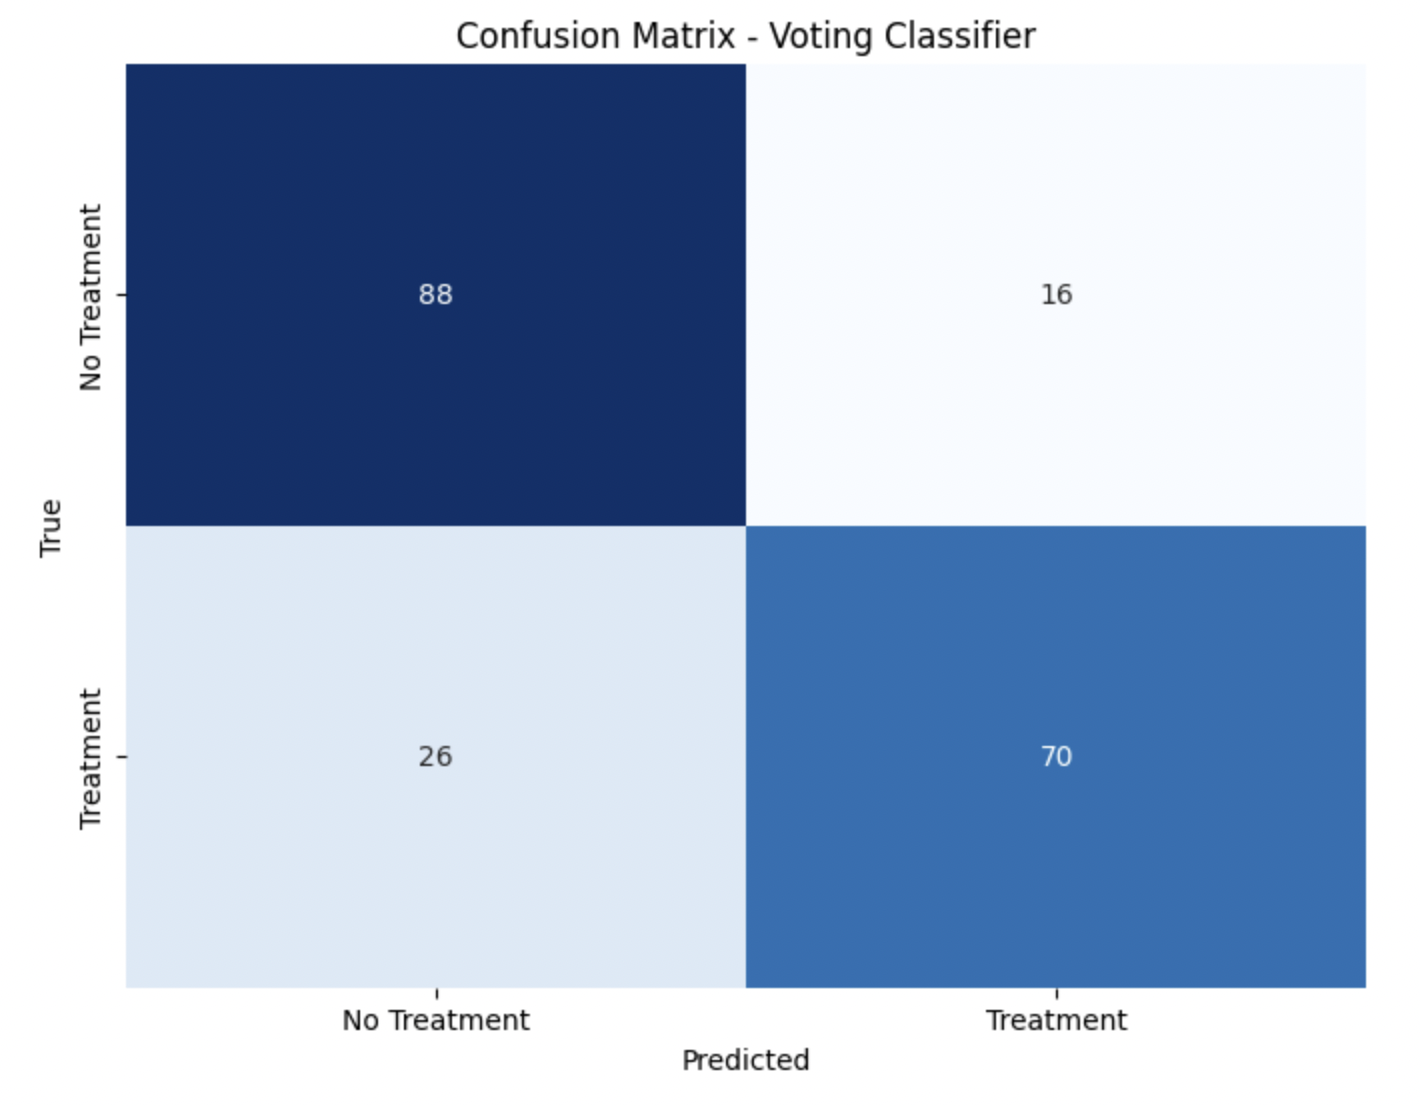 Confusion Matrix - Voting Classifier
No Treatment
88
16
True
Treatment
26
70
No Treatment
Treatment
Predicted